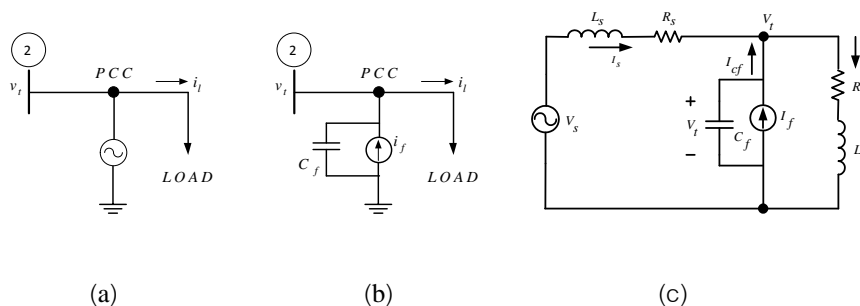 2
v_t
PCC
i_l
LOAD
(a)
2
v_t
PCC
i_l
C_f
i_f
LOAD
(b)
L_s
R_s
V_t
I_s
I_cf
R
V_s
+
V_t
−
C_f
I_f
L
(c)